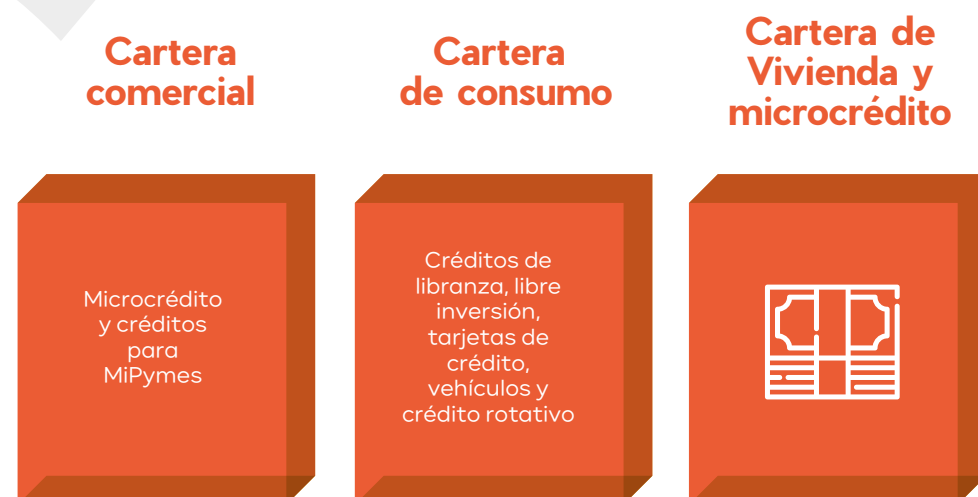 Cartera
comercial
Cartera
de consumo
Cartera de
Vivienda y
microcrédito
Microcrédito
y créditos
para
MiPymes
Créditos de
libranza, libre
inversión,
tarjetas de
crédito,
vehículos y
crédito rotativo